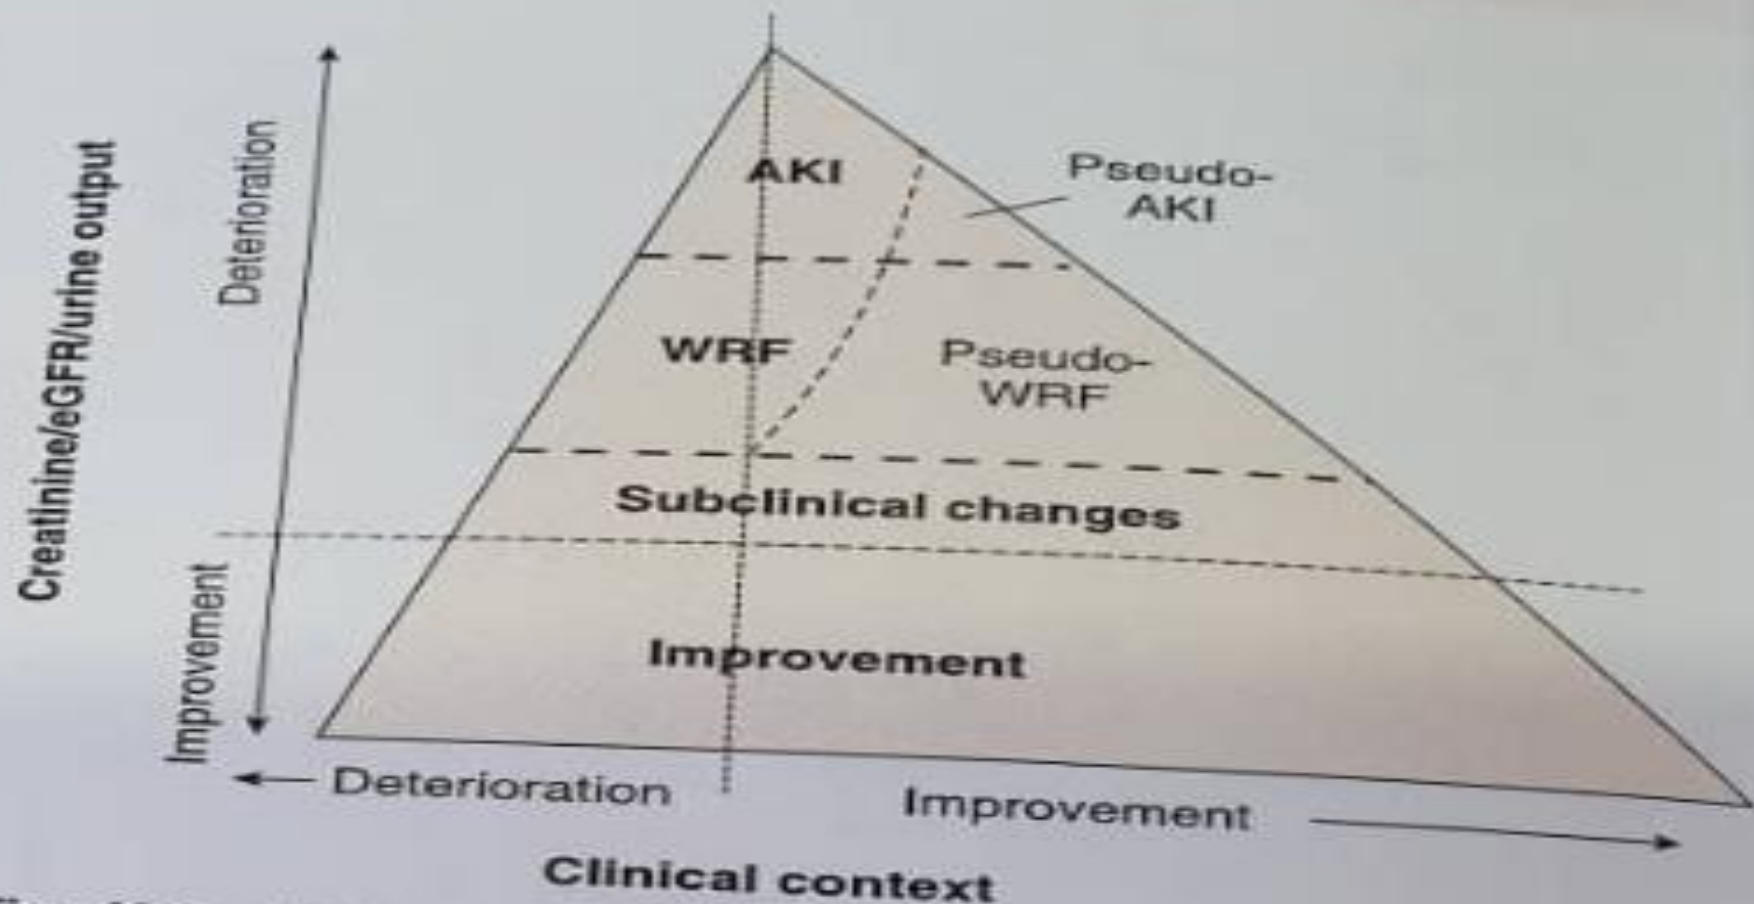 Creatinine/eGFR/urine output
Deterioration
Improvement
AKI
Pseudo-
AKI
WRF
Pseudo-
WRF
Subclinical changes
Improvement
Deterioration
Improvement
Clinical context